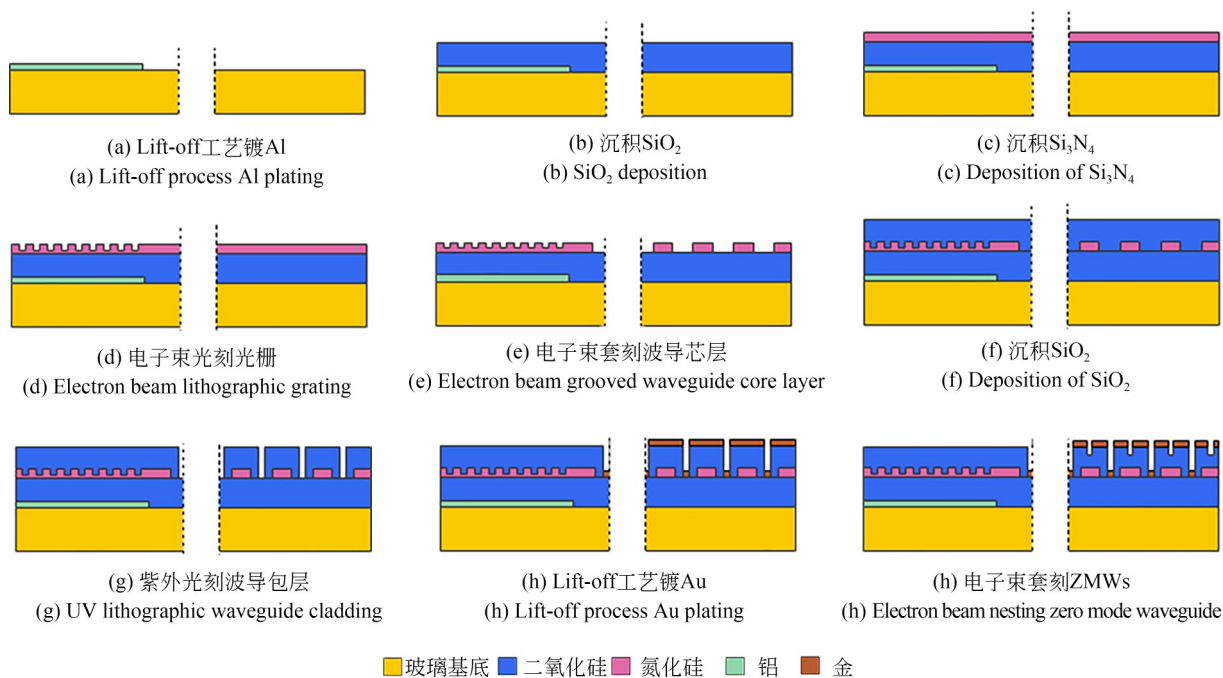 (a) Lift-off工艺镀Al
(a) Lift-off process Al plating
(b) 沉积SiO₂
(b) SiO₂ deposition
(c) 沉积Si₃N₄
(c) Deposition of Si₃N₄
(d) 电子束光刻光栅
(d) Electron beam lithographic grating
(e) 电子束套刻波导芯层
(e) Electron beam grooved waveguide core layer
(f) 沉积SiO₂
(f) Deposition of SiO₂
(g) 紫外光刻波导包层
(g) UV lithographic waveguide cladding
(h) Lift-off工艺镀Au
(h) Lift-off process Au plating
(h) 电子束套刻ZMWs
(h) Electron beam nesting zero mode waveguide
玻璃基底 二氧化硅 氮化硅 铝 金